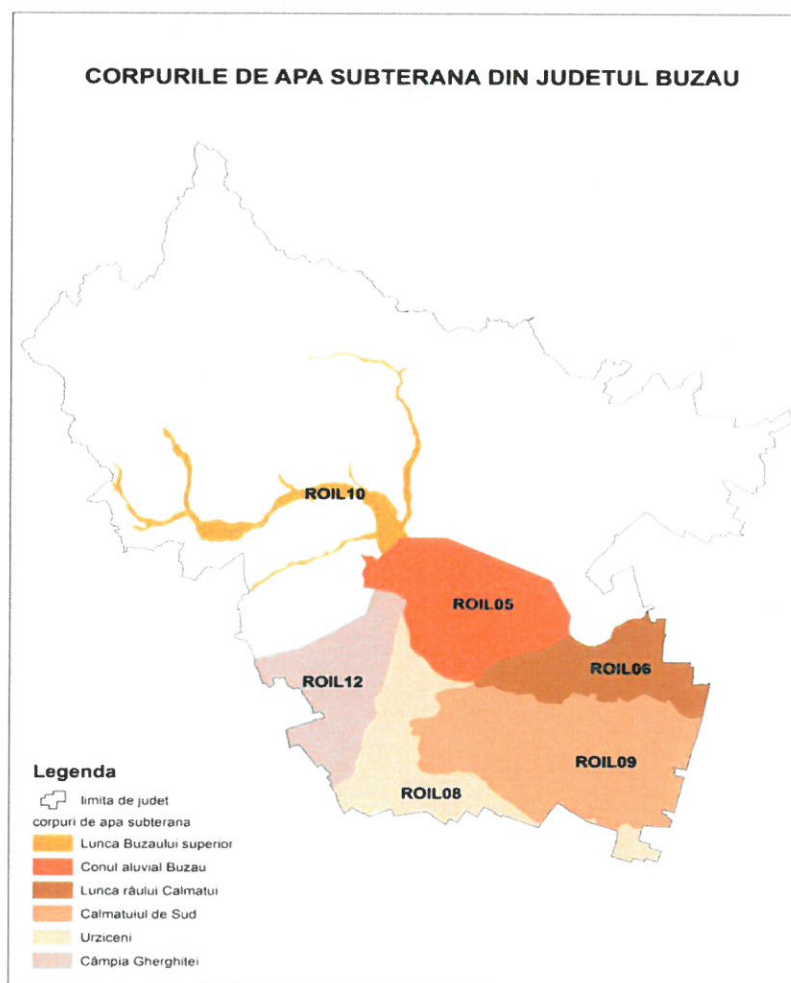 CORPURILE DE APA SUBTERANA DIN JUDETUL BUZAU
ROIL10
ROIL05
ROIL06
ROIL12
ROIL09
ROIL08
Legenda
limita de judet
corpuri de apa subterana
Lunca Buzaului superior
Conul aluvial Buzau
Lunca râului Calmatui
Calmatuiul de Sud
Urziceni
Câmpia Gherghitei